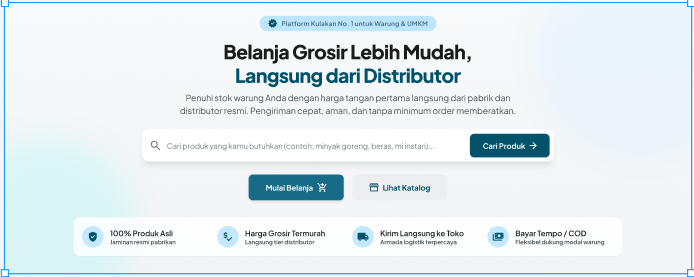 Platform Kulakan No. 1 untuk Warung & UMKM
Belanja Grosir Lebih Mudah,
Langsung dari Distributor
Penuhi stok warung Anda dengan harga tangan pertama langsung dari pabrik dan
distributor resmi. Pengiriman cepat, aman, dan tanpa minimum order memberatkan.
Cari produk yang kamu butuhkan (contoh: minyak goreng, beras, mi instan)...
Cari Produk →
Mulai Belanja
Lihat Katalog
100% Produk Asli
Jaminan resmi pabrikan
Harga Grosir Termurah
Langsung tier distributor
Kirim Langsung ke Toko
Armada logistik terpercaya
Bayar Tempo / COD
Fleksibel dukung modal warung